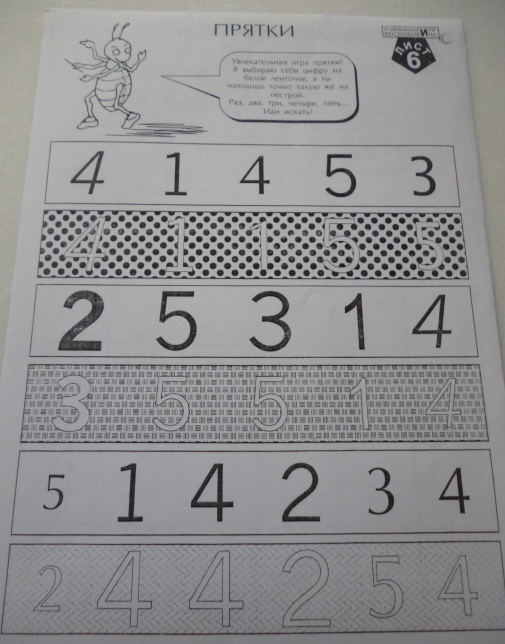 ПРЯТКИ
ЛИСТ
6
Увлекательная игра прятки!
Я выбираю себе цифру на
белой ленточке, а ты
находишь точно такую же на
пестрой.
Раз, два, три, четыре, пять...
Иди искать!
4 1 4 5 3
4 1 1 5 5
2 5 3 1 4
3 5 5 1 4
5 1 4 2 3 4
2 4 4 2 5 4